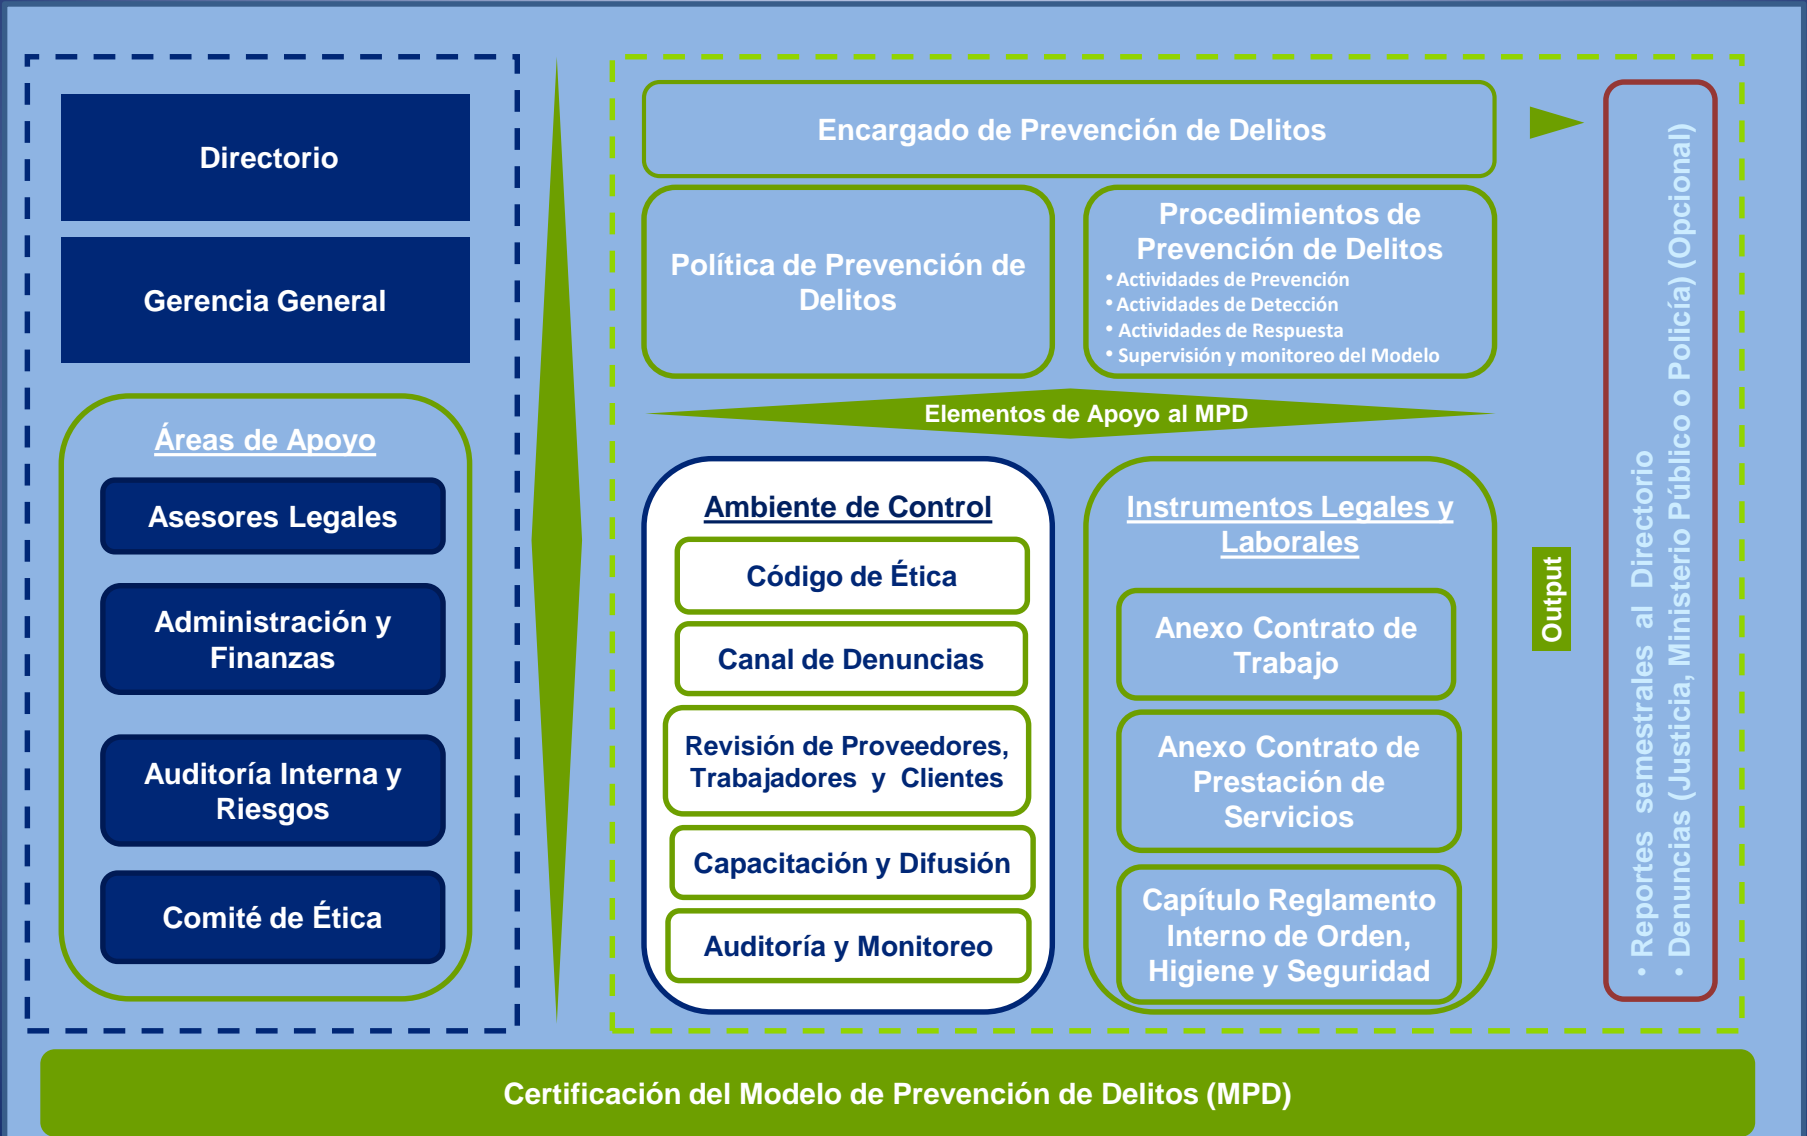 Directorio
Gerencia General
Áreas de Apoyo
Asesores Legales
Administración y
Finanzas
Auditoría Interna y
Riesgos
Comité de Ética
Encargado de Prevención de Delitos
Política de Prevención de
Delitos
Procedimientos de
Prevención de Delitos
• Actividades de Prevención
• Actividades de Detección
• Actividades de Respuesta
• Supervisión y monitoreo del Modelo
Elementos de Apoyo al MPD
Ambiente de Control
Código de Ética
Canal de Denuncias
Revisión de Proveedores,
Trabajadores y Clientes
Capacitación y Difusión
Auditoría y Monitoreo
Instrumentos Legales y
Laborales
Anexo Contrato de
Trabajo
Anexo Contrato de
Prestación de
Servicios
Capítulo Reglamento
Interno de Orden,
Higiene y Seguridad
Output
• Reportes semestrales al Directorio
• Denuncias (Justicia, Ministerio Público o Policía) (Opcional)
Certificación del Modelo de Prevención de Delitos (MPD)